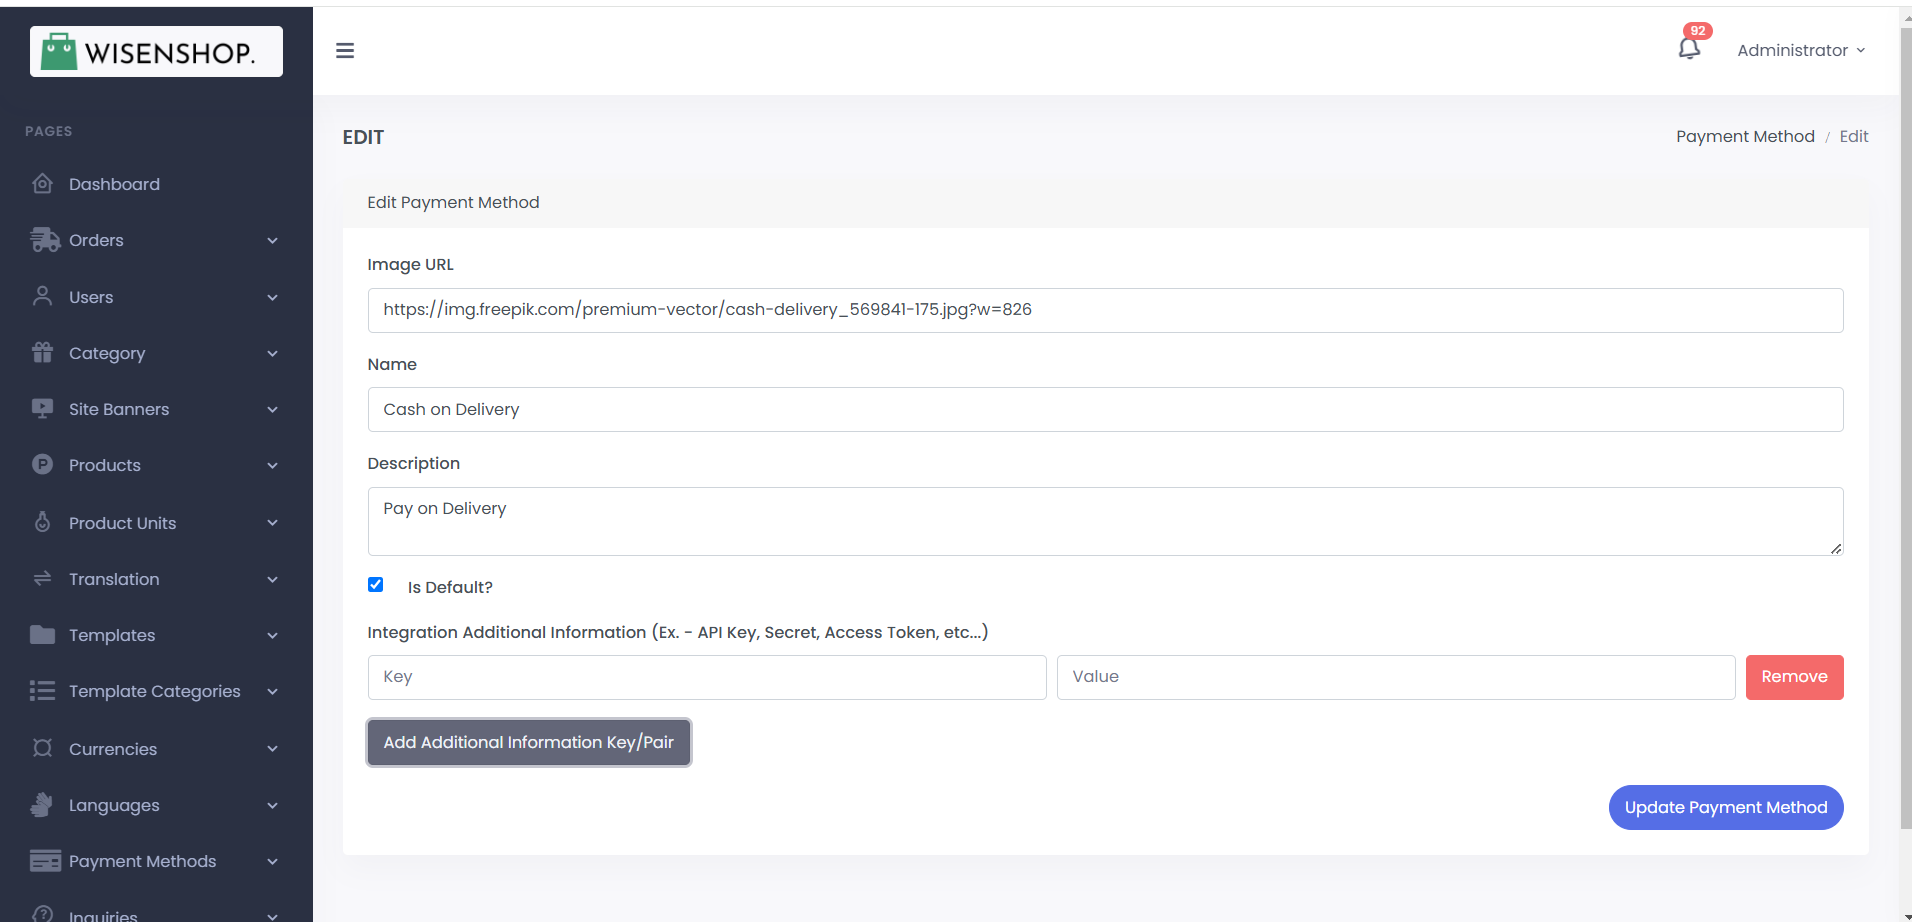 WISENSHOP.
92
Administrator
PAGES
Dashboard
Orders
Users
Category
Site Banners
Products
Product Units
Translation
Templates
Template Categories
Currencies
Languages
Payment Methods
Inquiries
EDIT
Payment Method / Edit
Edit Payment Method
Image URL
https://img.freepik.com/premium-vector/cash-delivery_569841-175.jpg?w=826
Name
Cash on Delivery
Description
Pay on Delivery
Is Default?
Integration Additional Information (Ex. - API Key, Secret, Access Token, etc...)
Key
Value
Remove
Add Additional Information Key/Pair
Update Payment Method